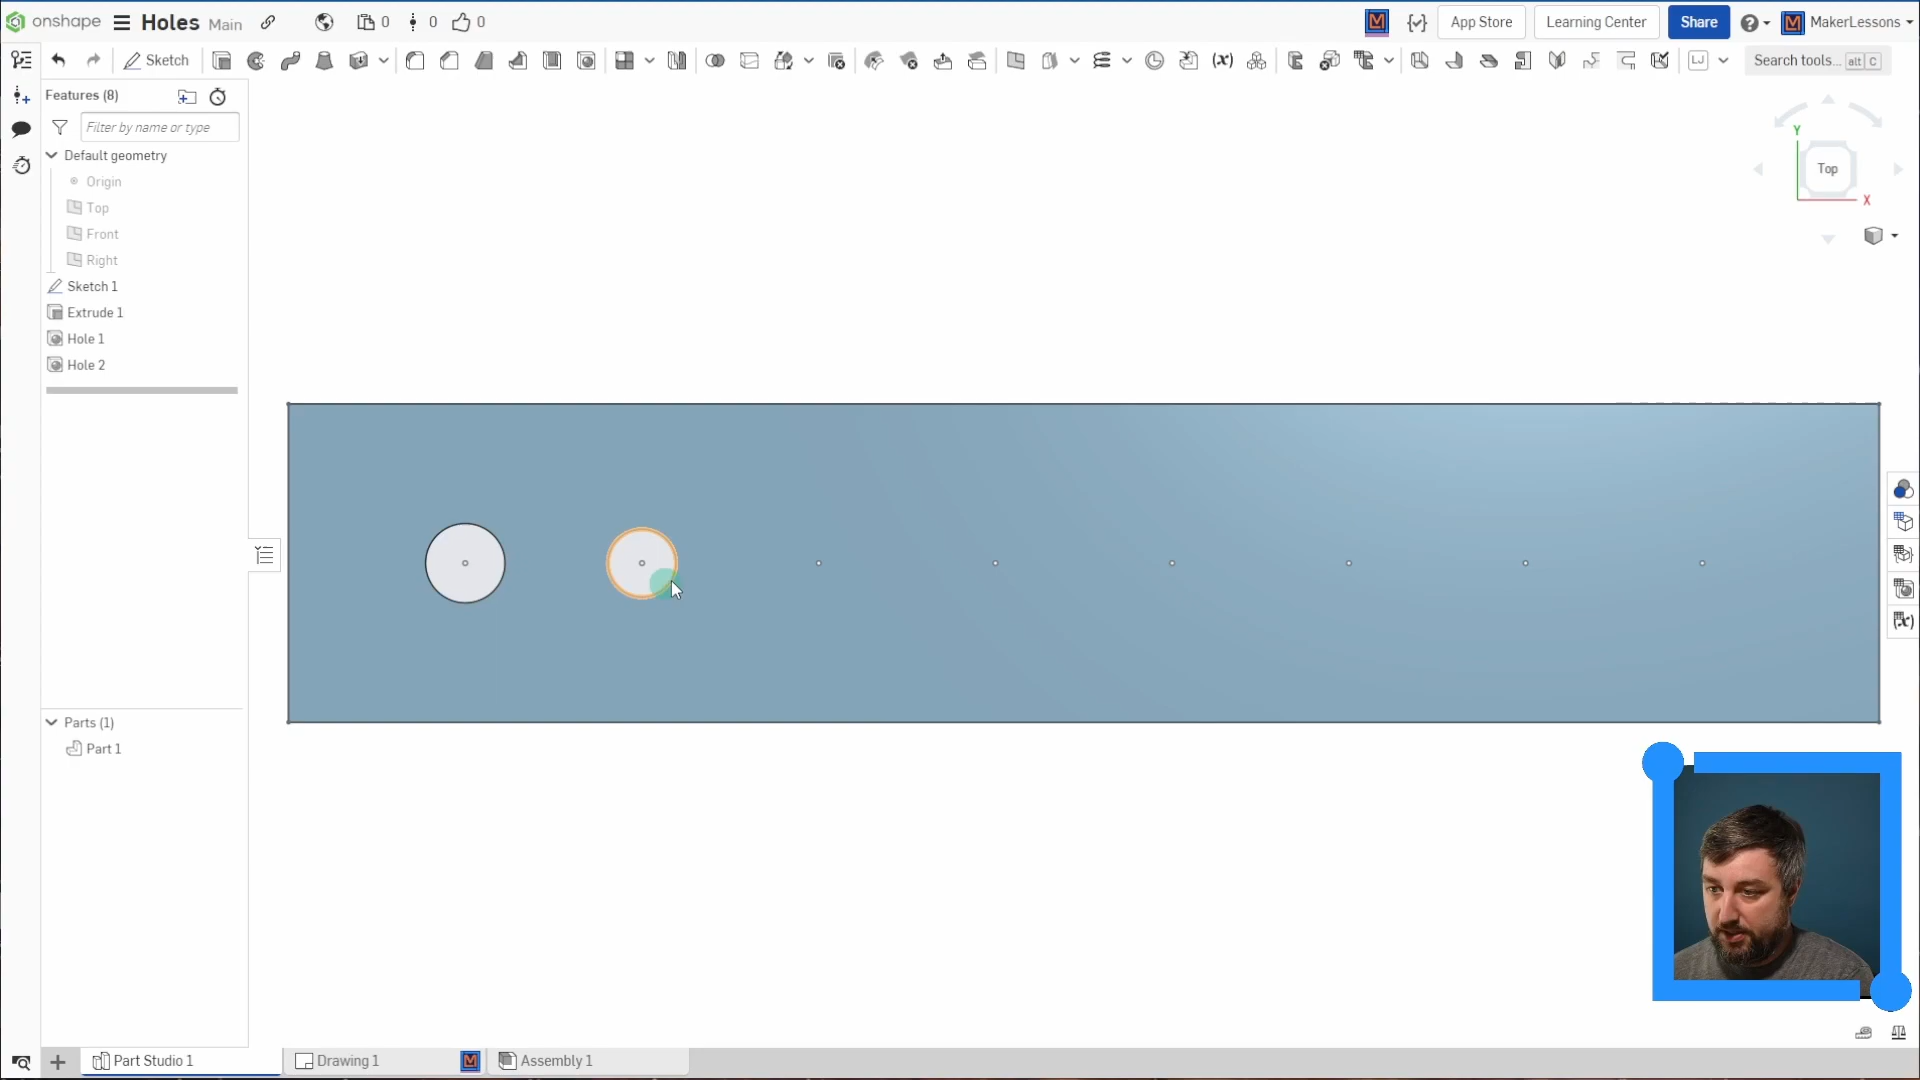 onshape Holes Main 0 0 0 App Store Learning Center Share MakerLessons
Sketch Search tools... alt C
Features (8)
Filter by name or type
Default geometry
Origin
Top
Front
Right
Sketch 1
Extrude 1
Hole 1
Hole 2
Y
Top
X
Parts (1)
Part 1
Part Studio 1 Drawing 1 Assembly 1